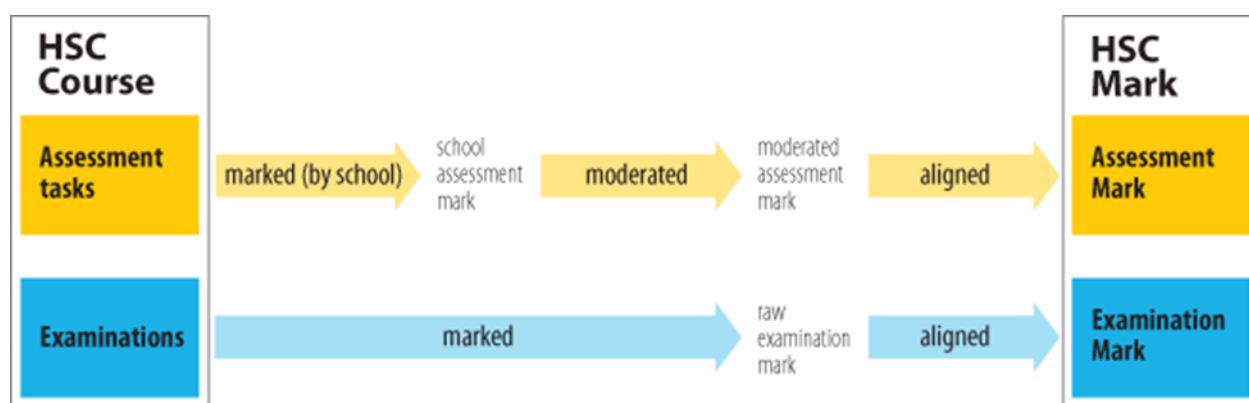 HSC
Course
HSC
Mark
Assessment
tasks
marked (by school)
school
assessment
mark
moderated
moderated
assessment
mark
aligned
Assessment
Mark
Examinations
marked
raw
examination
mark
aligned
Examination
Mark